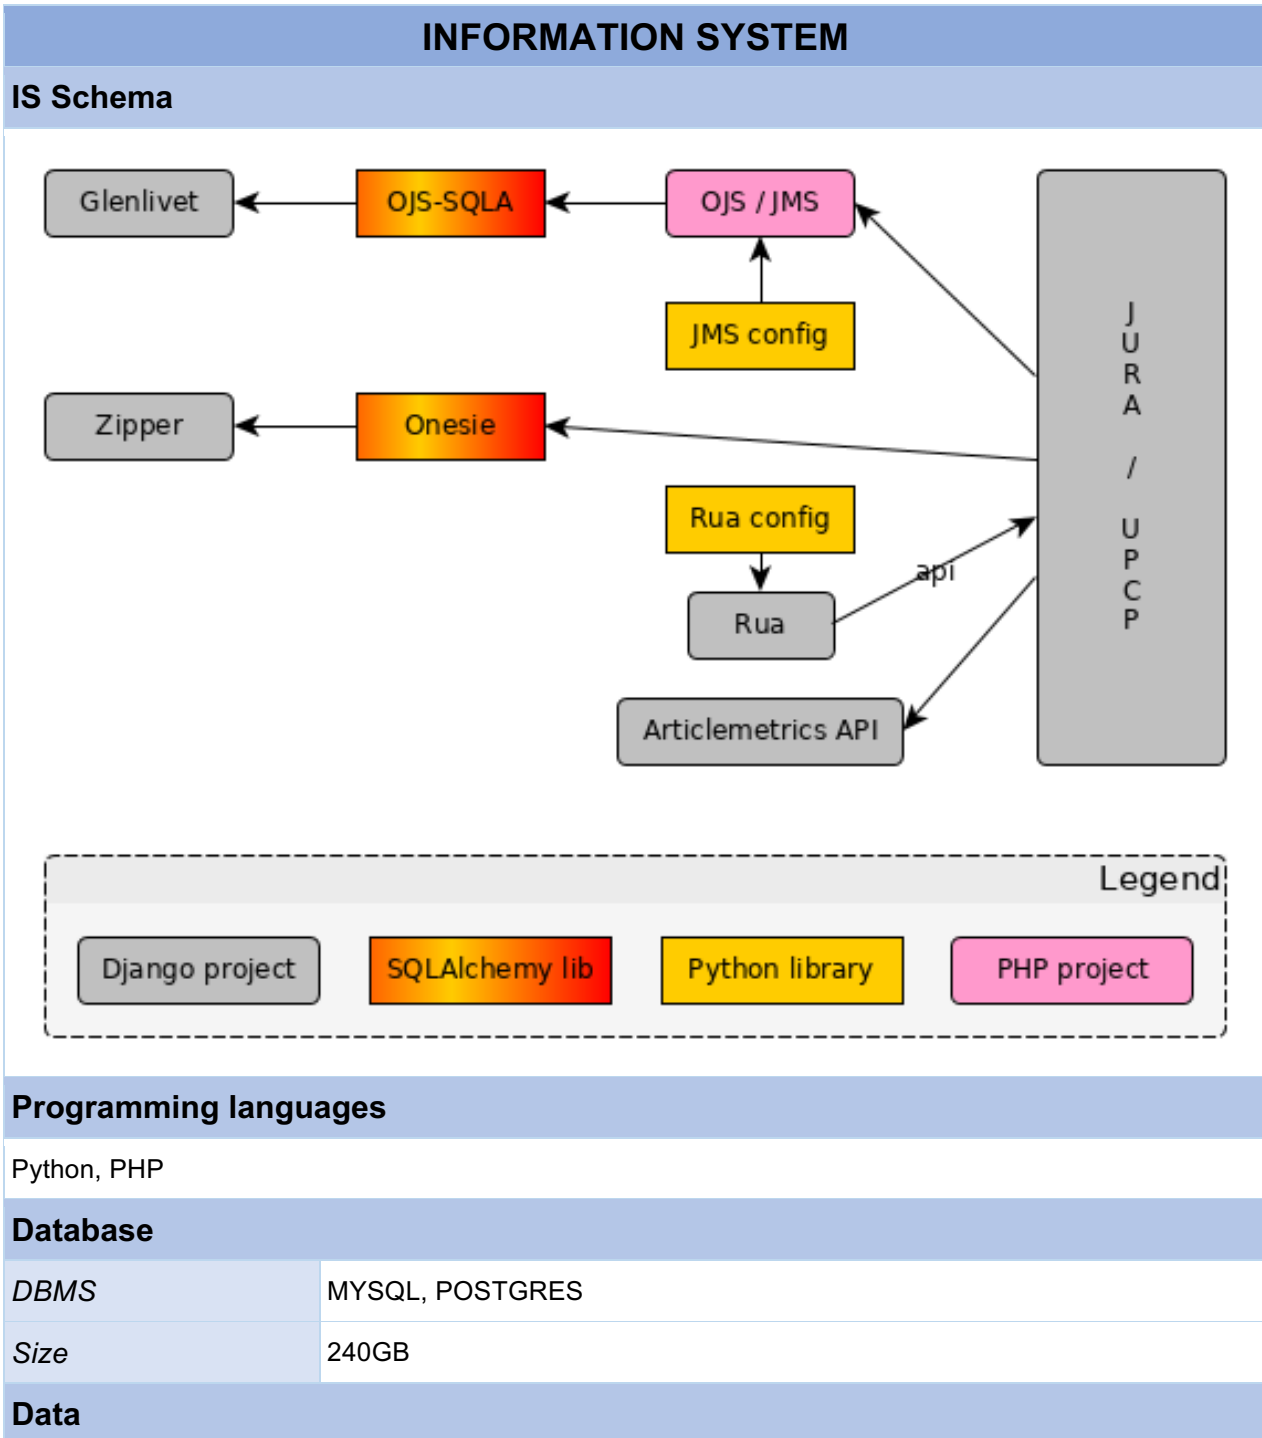 INFORMATION SYSTEM
IS Schema
Glenlivet
OJS-SQLA
OJS / JMS
JMS config
Zipper
Onesie
Rua config
api
Rua
Articlemetrics API
J
U
R
A
/
U
P
C
P
Legend
Django project
SQLAlchemy lib
Python library
PHP project
Programming languages
Python, PHP
Database
DBMS MYSQL, POSTGRES
Size 240GB
Data